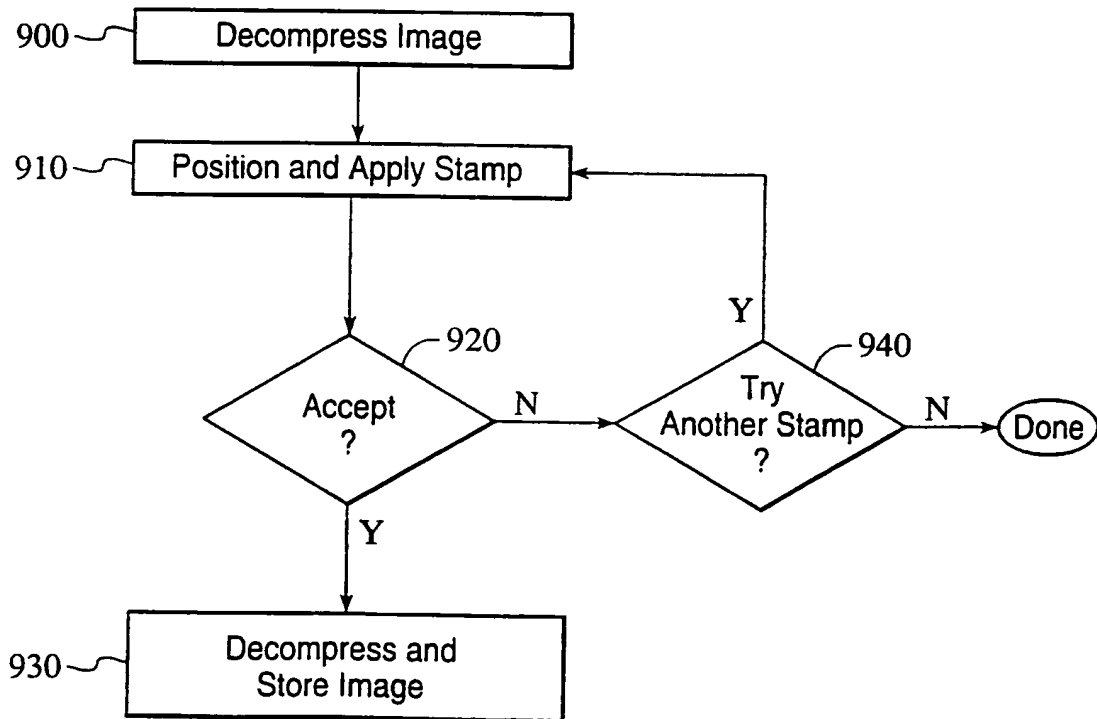 900
Decompress Image
910
Position and Apply Stamp
Y
920
940
Accept
?
N
Try
Another Stamp
?
N
Done
Y
930
Decompress and
Store Image